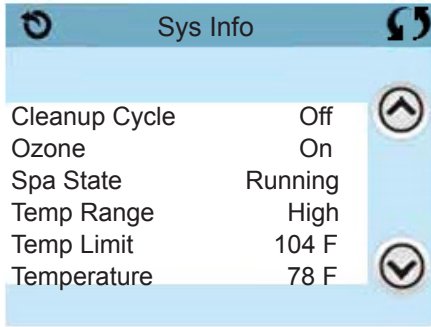 Sys Info
Cleanup Cycle Off
Ozone On
Spa State Running
Temp Range High
Temp Limit 104 F
Temperature 78 F